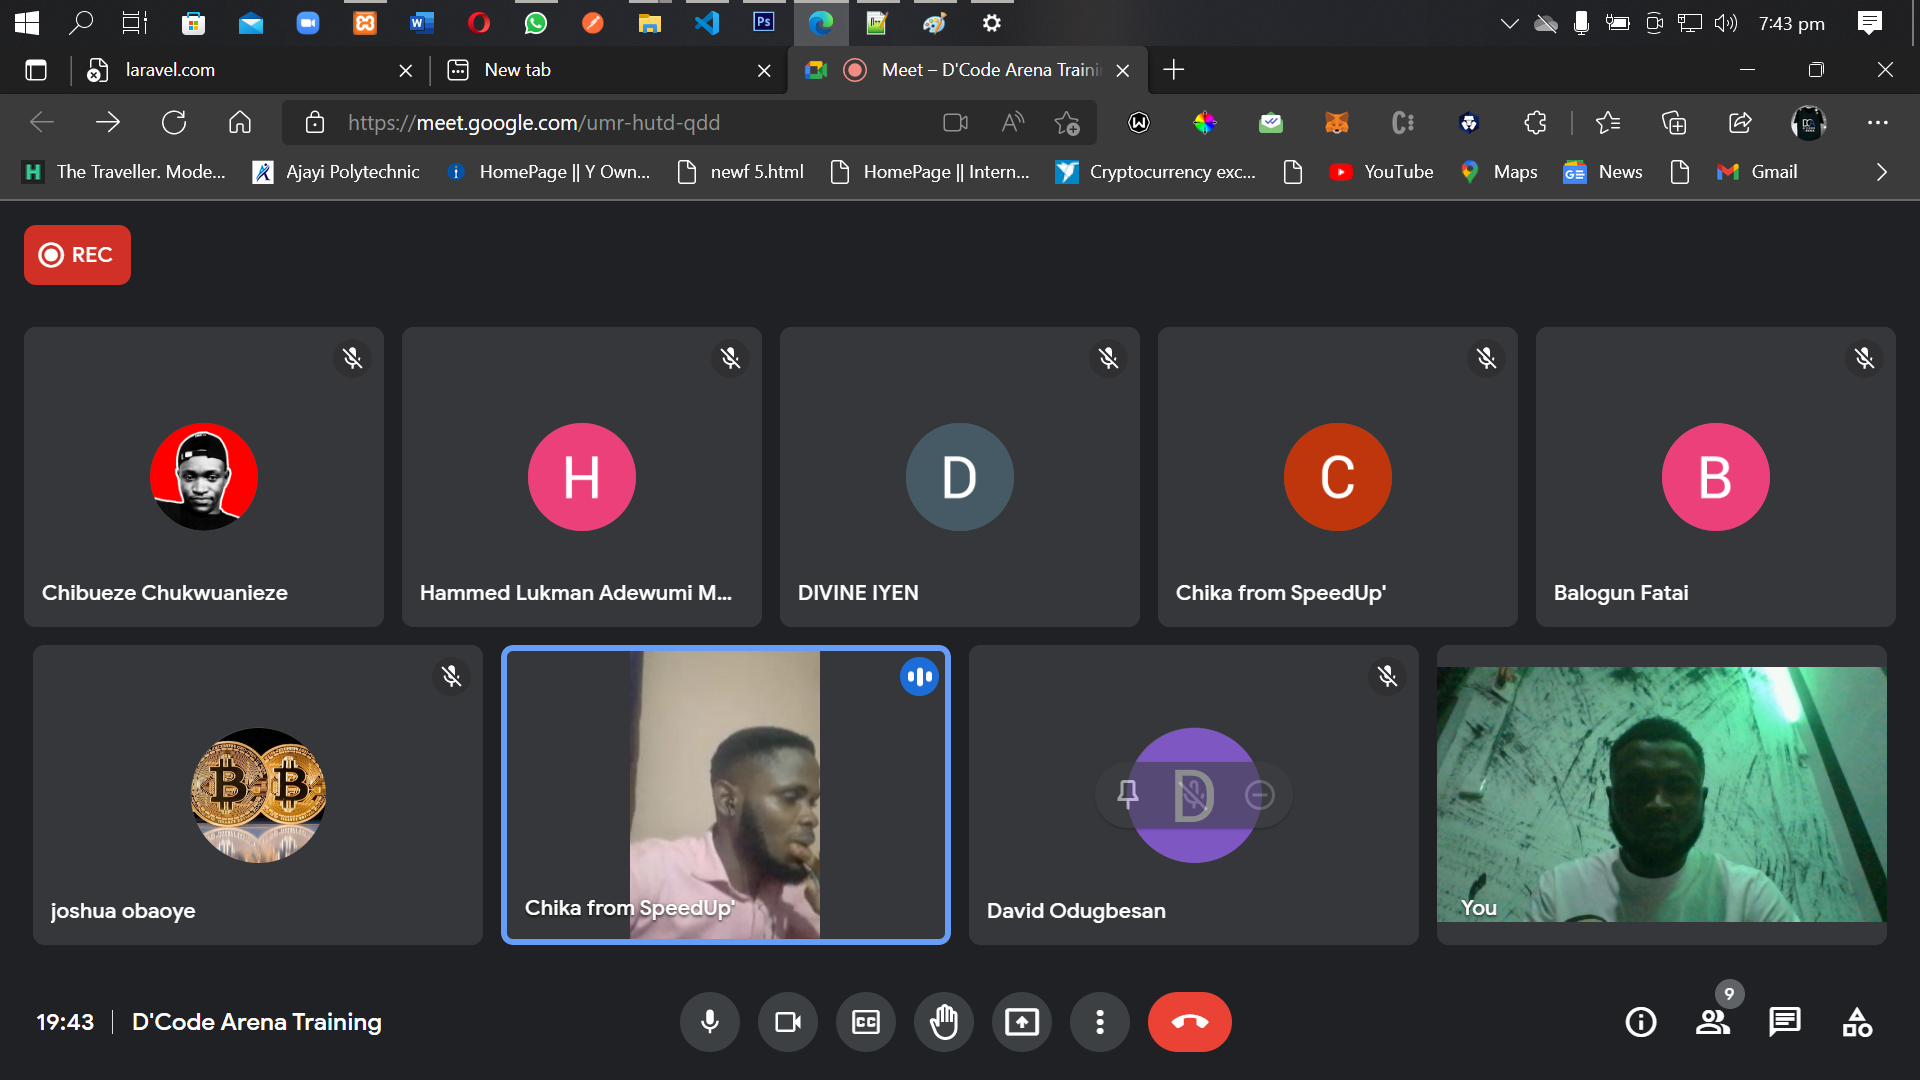 7:43 pm
laravel.com
New tab
Meet – D'Code Arena Traini
https://meet.google.com/umr-hutd-qdd
The Traveller. Mode...
Ajayi Polytechnic
HomePage || Y Own...
newf 5.html
HomePage || Intern...
Cryptocurrency exc...
YouTube
Maps
News
Gmail
REC
H
D
C
B
Chibueze Chukwuanieze
Hammed Lukman Adewumi M...
DIVINE IYEN
Chika from SpeedUp'
Balogun Fatai
D
joshua obaoye
Chika from SpeedUp'
David Odugbesan
You
9
19:43
D'Code Arena Training
CC